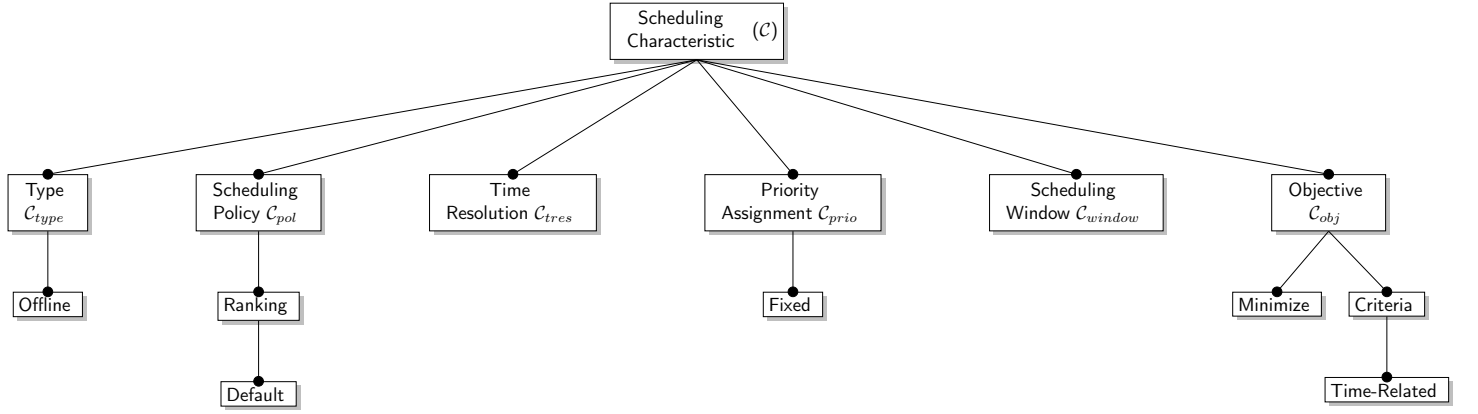 Scheduling
Characteristic (𝒞)
Type
𝒞type
Scheduling
Policy 𝒞pol
Time
Resolution 𝒞tres
Priority
Assignment 𝒞prio
Scheduling
Window 𝒞window
Objective
𝒞obj
Offline
Ranking
Fixed
Minimize
Criteria
Default
Time-Related